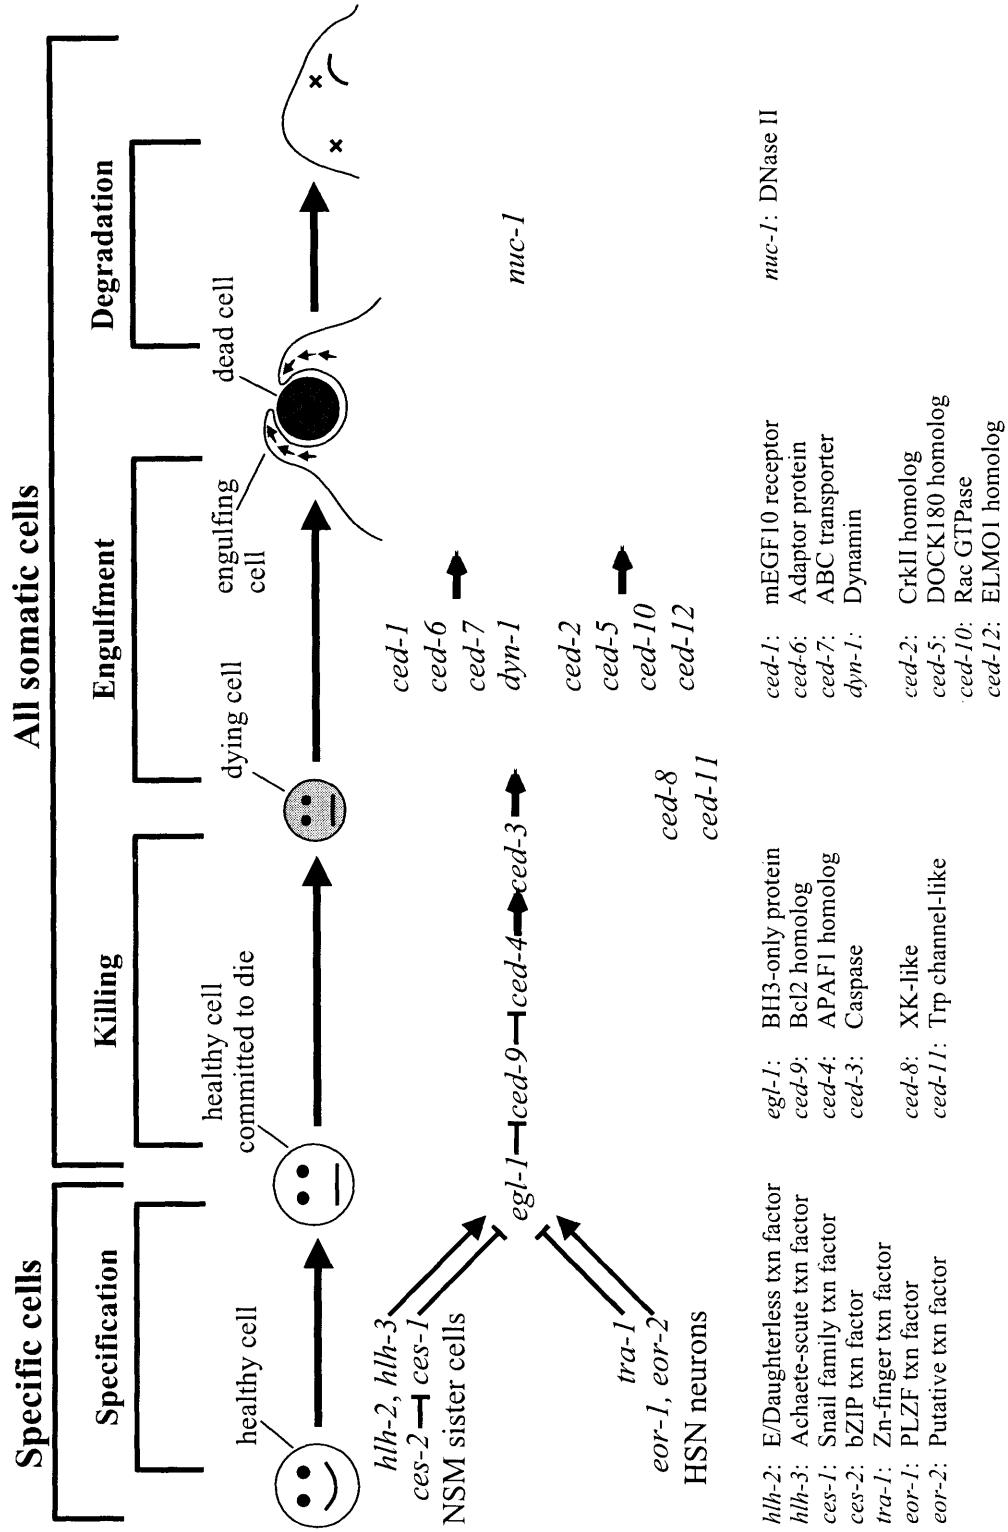 Specific cells
All somatic cells
Specification
Killing
Engulfment
Degradation
healthy cell
healthy cell
committed to die
dying cell
engulfing
cell
dead cell
hlh-2, hlh-3
ces-2 ces-1
NSM sister cells
tra-1
eor-1, eor-2
HSN neurons
egl-1 ced-9 ced-4 ced-3
ced-8
ced-11
ced-1
ced-6
ced-7
dyn-1
ced-2
ced-5
ced-10
ced-12
nuc-1
hlh-2: E/Daughterless txn factor
hlh-3: Achaete-scute txn factor
ces-1: Snail family txn factor
ces-2: bZIP txn factor
tra-1: Zn-finger txn factor
eor-1: PLZF txn factor
eor-2: Putative txn factor
egl-1: BH3-only protein
ced-9: Bcl2 homolog
ced-4: APAF1 homolog
ced-3: Caspase
ced-8: XK-like
ced-11: Trp channel-like
ced-1: mEGF10 receptor
ced-6: Adaptor protein
ced-7: ABC transporter
dyn-1: Dynamin
ced-2: CrkII homolog
ced-5: DOCK180 homolog
ced-10: Rac GTPase
ced-12: ELMO1 homolog
nuc-1: DNase II